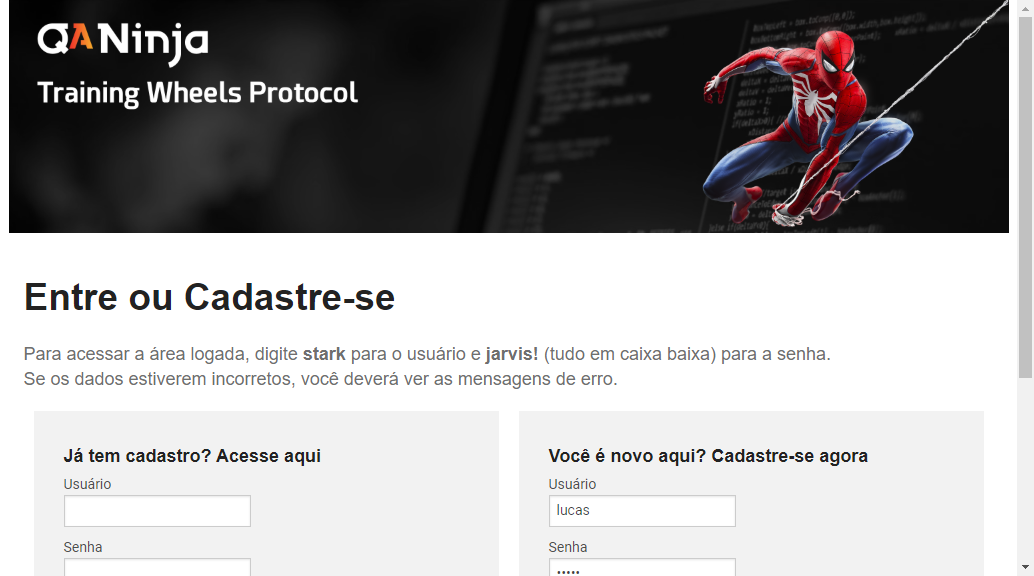 QANinja
Training Wheels Protocol
Entre ou Cadastre-se
Para acessar a área logada, digite stark para o usuário e jarvis! (tudo em caixa baixa) para a senha.
Se os dados estiverem incorretos, você deverá ver as mensagens de erro.
Já tem cadastro? Acesse aqui
Usuário
Senha
Você é novo aqui? Cadastre-se agora
Usuário
lucas
Senha
•••••